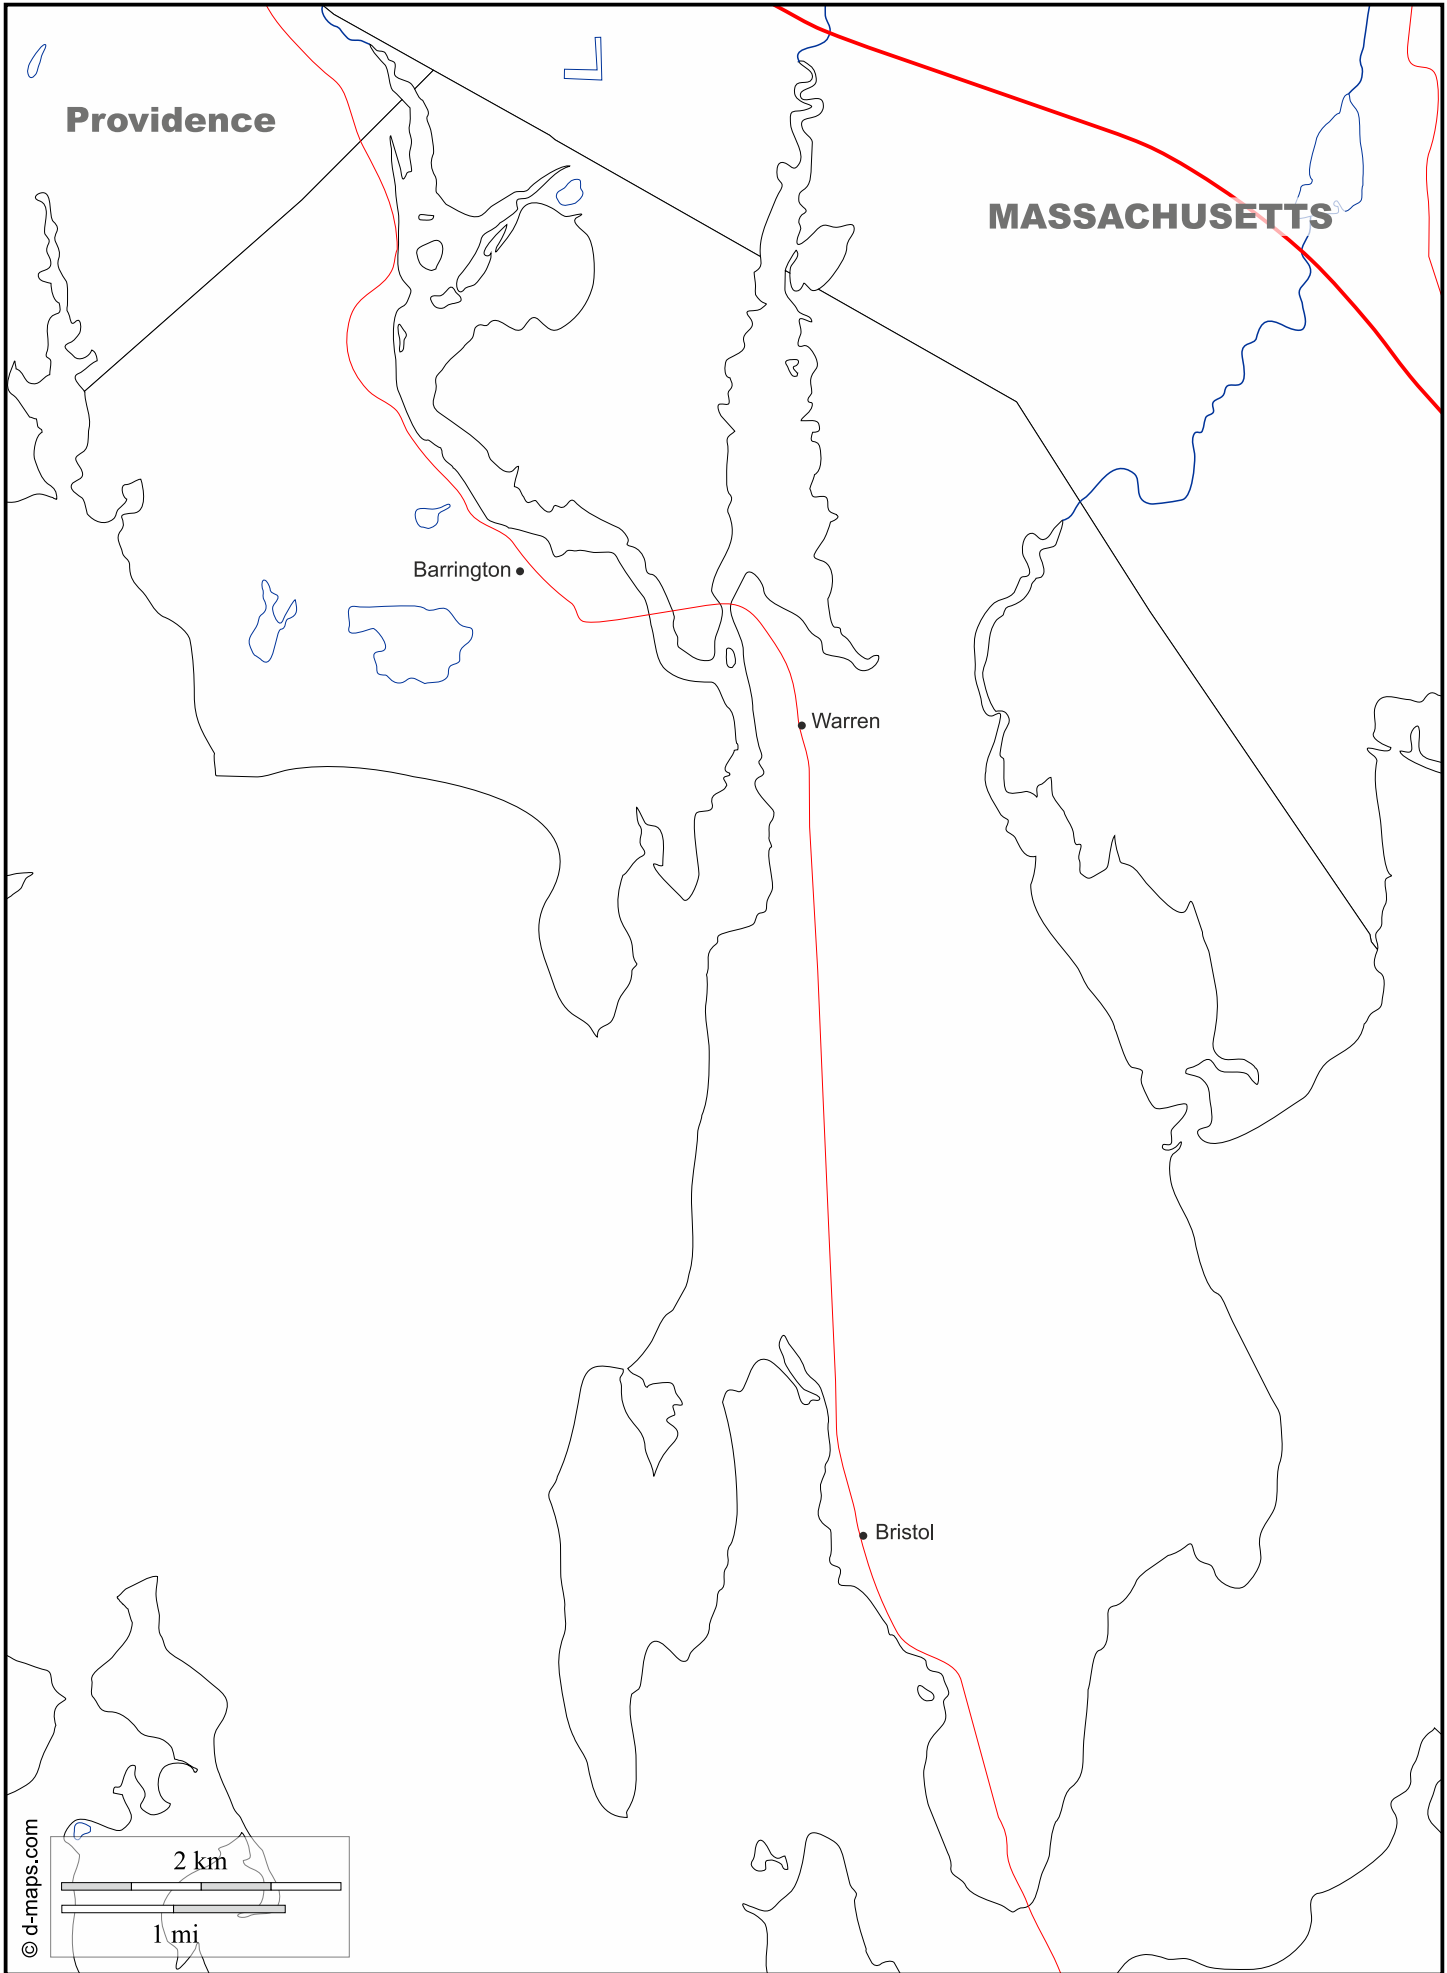 Providence
MASSACHUSETTS
Barrington
Warren
Bristol
2 km
1 mi
© d-maps.com